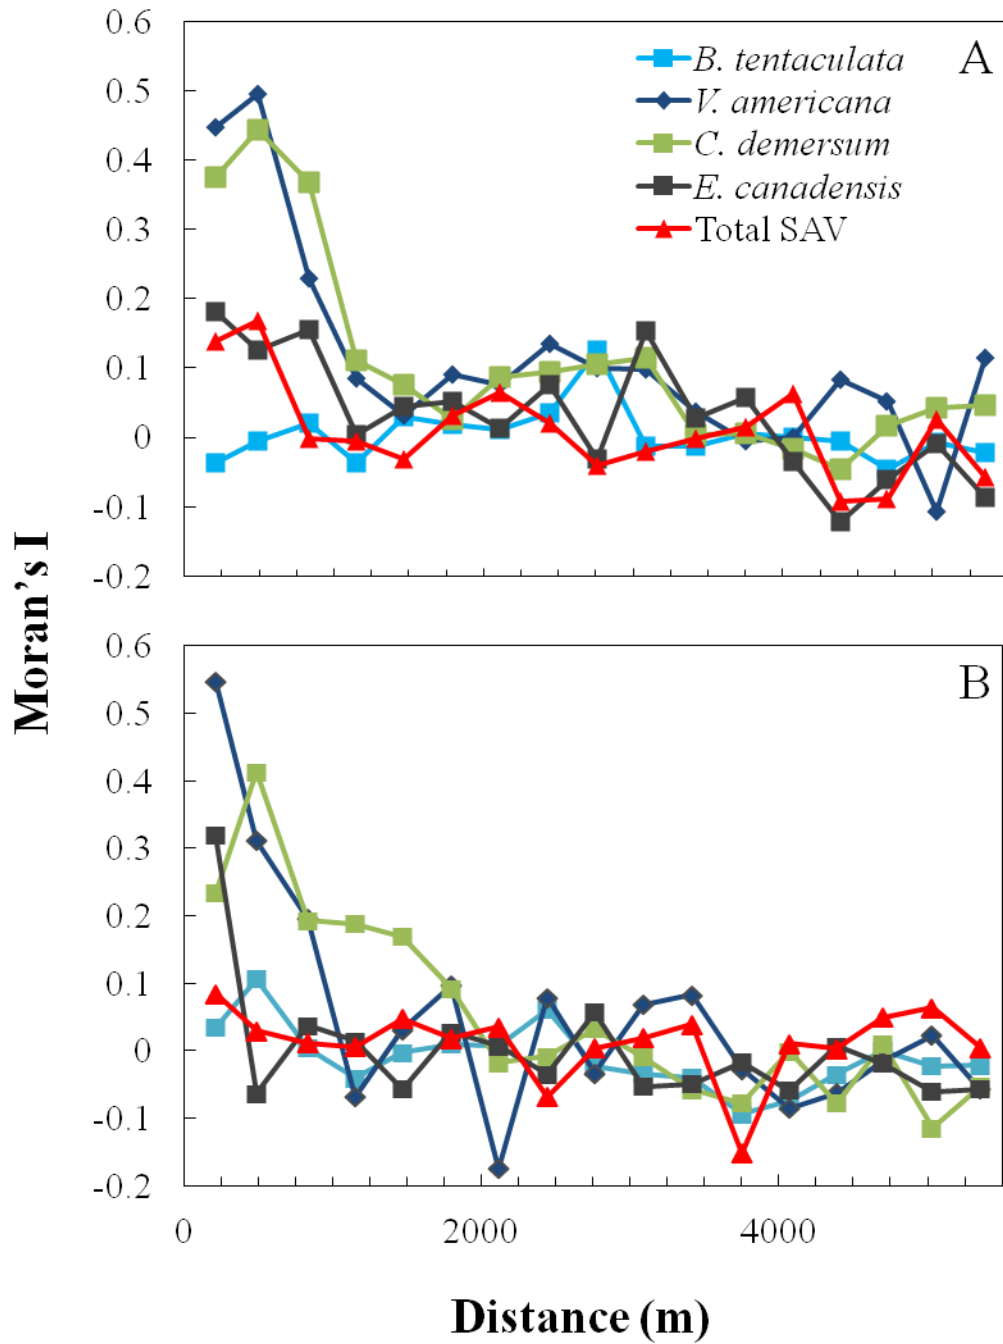 0.6
A
B. tentaculata
V. americana
C. demersum
E. canadensis
Total SAV
0.5
0.4
0.3
0.2
0.1
0
-0.1
-0.2
Moran's I
0.6
B
0.5
0.4
0.3
0.2
0.1
0
-0.1
-0.2
0 2000 4000
Distance (m)